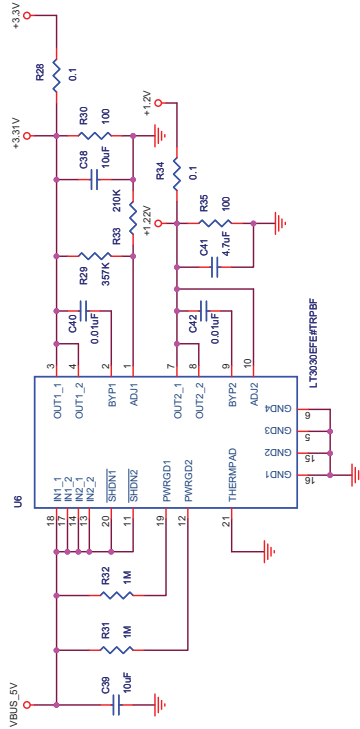 VBUS_5V
C39
10uF
R31
1M
R32
1M
U6
18
17
14
13
20
11
19
12
21
IN1_1
IN1_2
IN2_1
IN2_2
SHDN1
SHDN2
PWRGD1
PWRGD2
THERMPAD
OUT1_1
OUT1_2
BYP1
ADJ1
OUT2_1
OUT2_2
BYP2
ADJ2
3
4
2
1
7
8
9
10
GND1
GND2
GND3
GND4
16
15
5
6
LT3030EFE#TRPBF
C40
0.01uF
R29
357K
R33
210K
C38
10uF
R30
100
+3.31V
R28
0.1
+3.3V
C42
0.01uF
C41
4.7uF
R35
100
+1.22V
R34
0.1
+1.2V